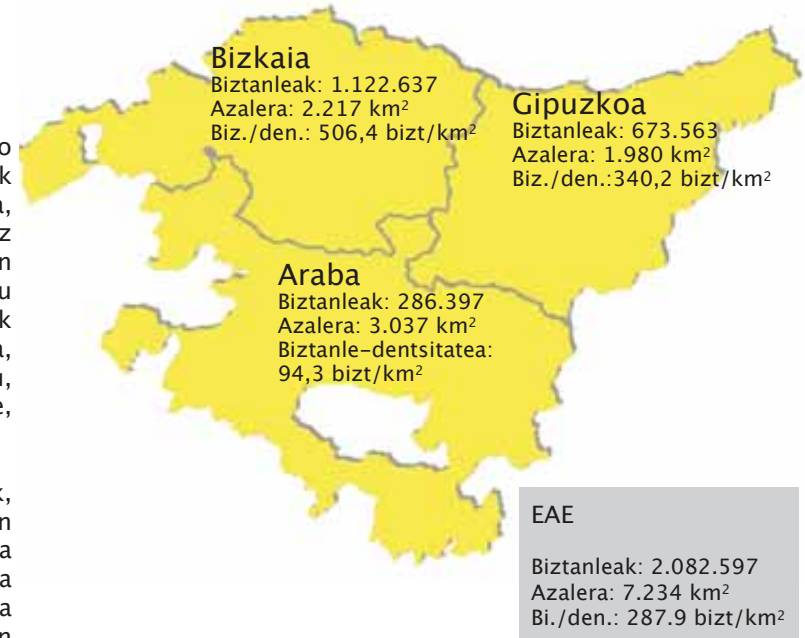 Bizkaia
Biztanleak: 1.122.637
Azalera: 2.217 km²
Biz./den.: 506,4 bizt/km²
Gipuzkoa
Biztanleak: 673.563
Azalera: 1.980 km²
Biz./den.:340,2 bizt/km²
Araba
Biztanleak: 286.397
Azalera: 3.037 km²
Biztanle-dentsitatea:
94,3 bizt/km²
EAE
Biztanleak: 2.082.597
Azalera: 7.234 km²
Bi./den.: 287.9 bizt/km²